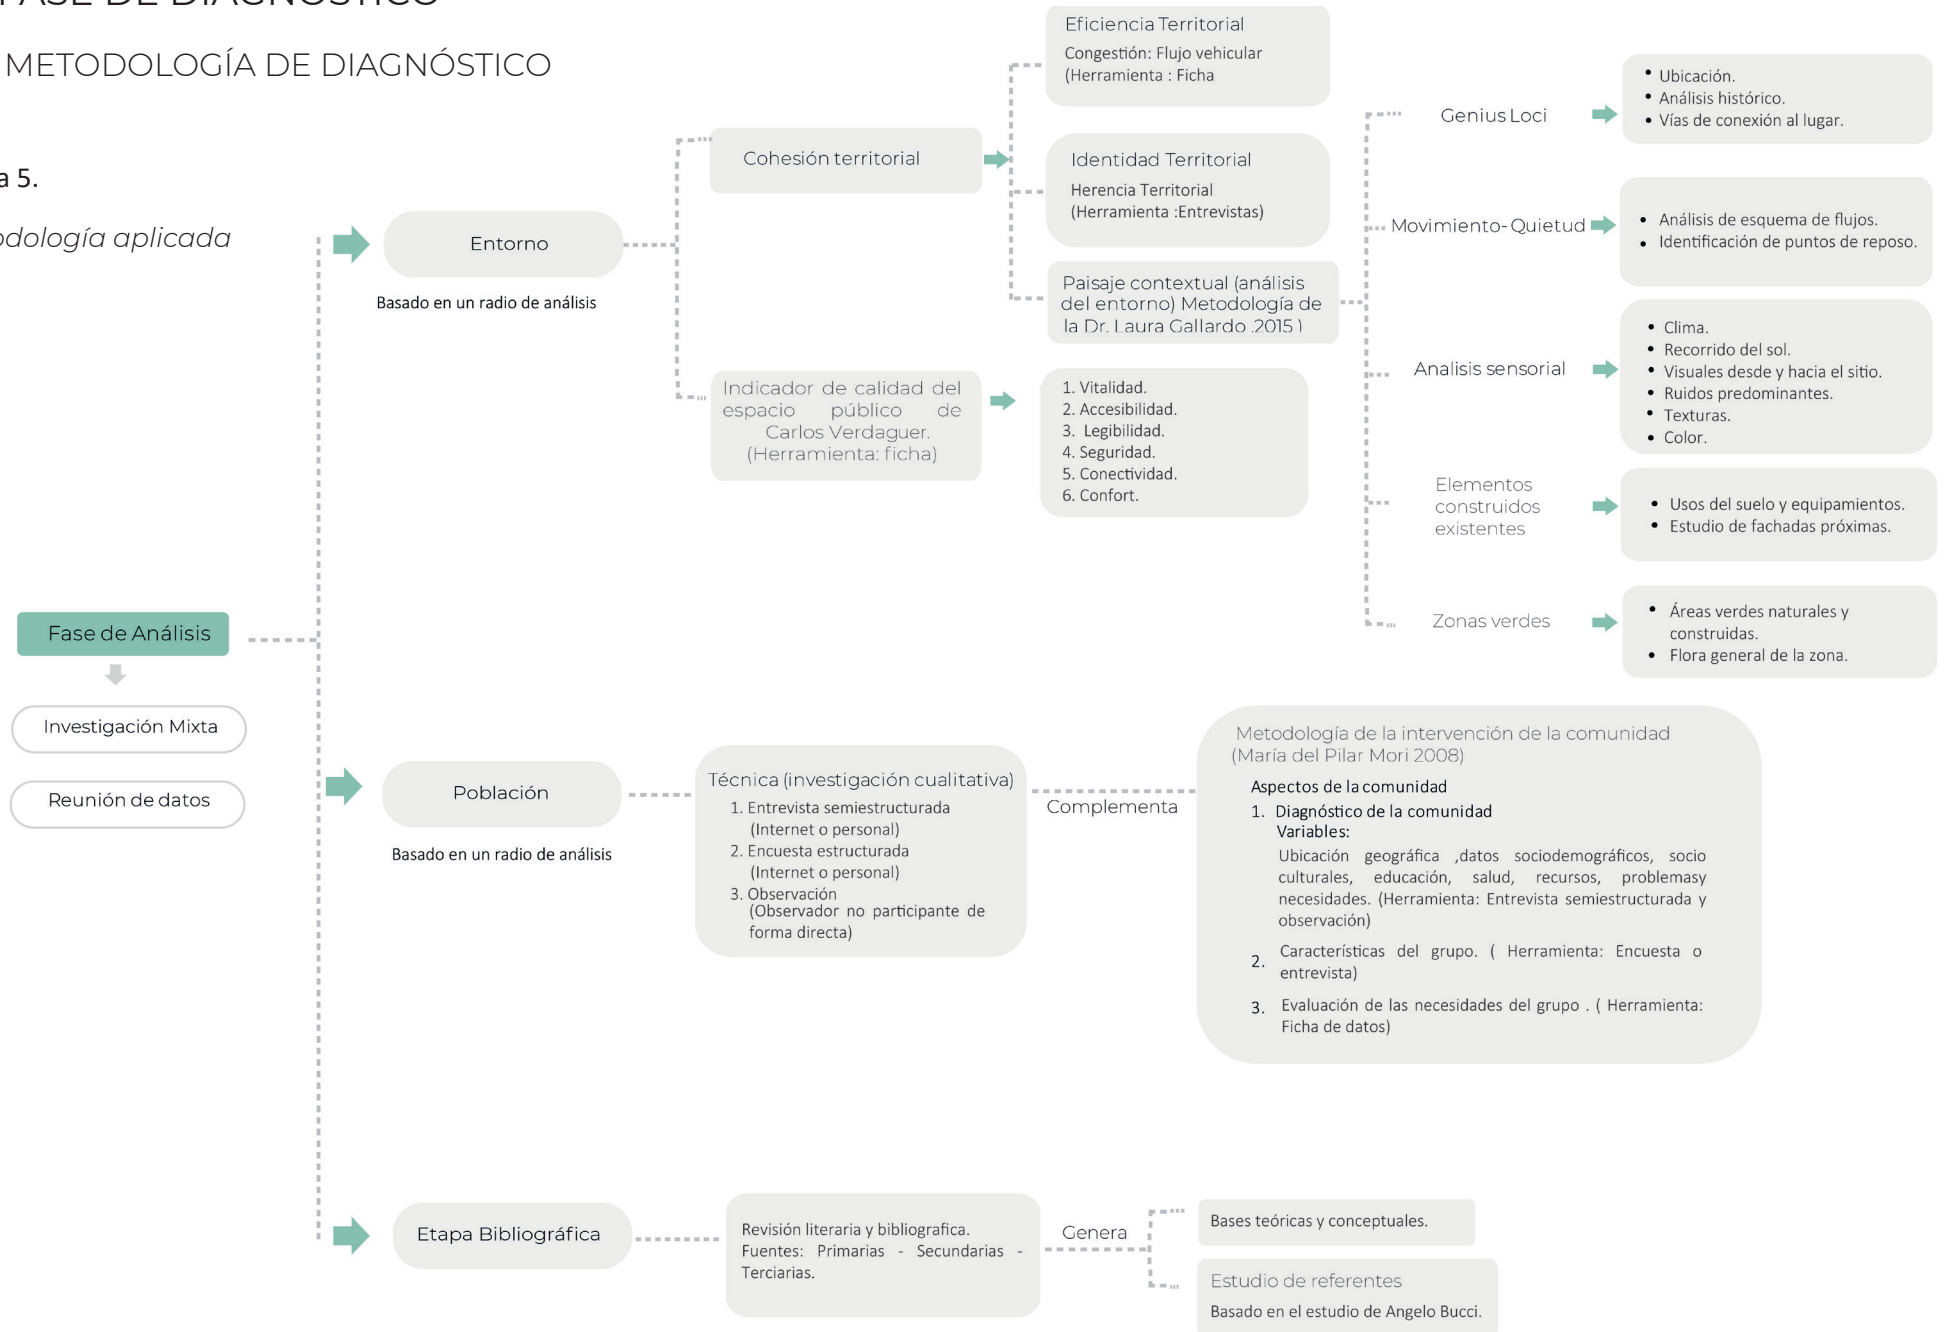 FASE DE DIAGNÓSTICO
METODOLOGÍA DE DIAGNÓSTICO
a 5.
odología aplicada
Fase de Análisis
Investigación Mixta
Reunión de datos
Entorno
Basado en un radio de análisis
Cohesión territorial
Eficiencia Territorial
Congestión: Flujo vehicular
(Herramienta : Ficha
Identidad Territorial
Herencia Territorial
(Herramienta :Entrevistas)
Paisaje contextual (análisis
del entorno) Metodología de
la Dr. Laura Gallardo .2015 )
Genius Loci
• Ubicación.
• Análisis histórico.
• Vías de conexión al lugar.
Movimiento-Quietud
• Análisis de esquema de flujos.
• Identificación de puntos de reposo.
Analisis sensorial
• Clima.
• Recorrido del sol.
• Visuales desde y hacia el sitio.
• Ruidos predominantes.
• Texturas.
• Color.
Elementos
construidos
existentes
• Usos del suelo y equipamientos.
• Estudio de fachadas próximas.
Zonas verdes
• Áreas verdes naturales y
construidas.
• Flora general de la zona.
Indicador de calidad del
espacio público de
Carlos Verdaguer.
(Herramienta: ficha)
1. Vitalidad.
2. Accesibilidad.
3. Legibilidad.
4. Seguridad.
5. Conectividad.
6. Confort.
Población
Basado en un radio de análisis
Técnica (investigación cualitativa)
1. Entrevista semiestructurada
(Internet o personal)
2. Encuesta estructurada
(Internet o personal)
3. Observación
(Observador no participante de
forma directa)
Complementa
Metodología de la intervención de la comunidad
(María del Pilar Mori 2008)
Aspectos de la comunidad
1. Diagnóstico de la comunidad
Variables:
Ubicación geográfica ,datos sociodemográficos, socio
culturales, educación, salud, recursos, problemasy
necesidades. (Herramienta: Entrevista semiestructurada y
observación)
2. Características del grupo. ( Herramienta: Encuesta o
entrevista)
3. Evaluación de las necesidades del grupo . ( Herramienta:
Ficha de datos)
Etapa Bibliográfica
Revisión literaria y bibliografica.
Fuentes: Primarias - Secundarias -
Terciarias.
Genera
Bases teóricas y conceptuales.
Estudio de referentes
Basado en el estudio de Angelo Bucci.